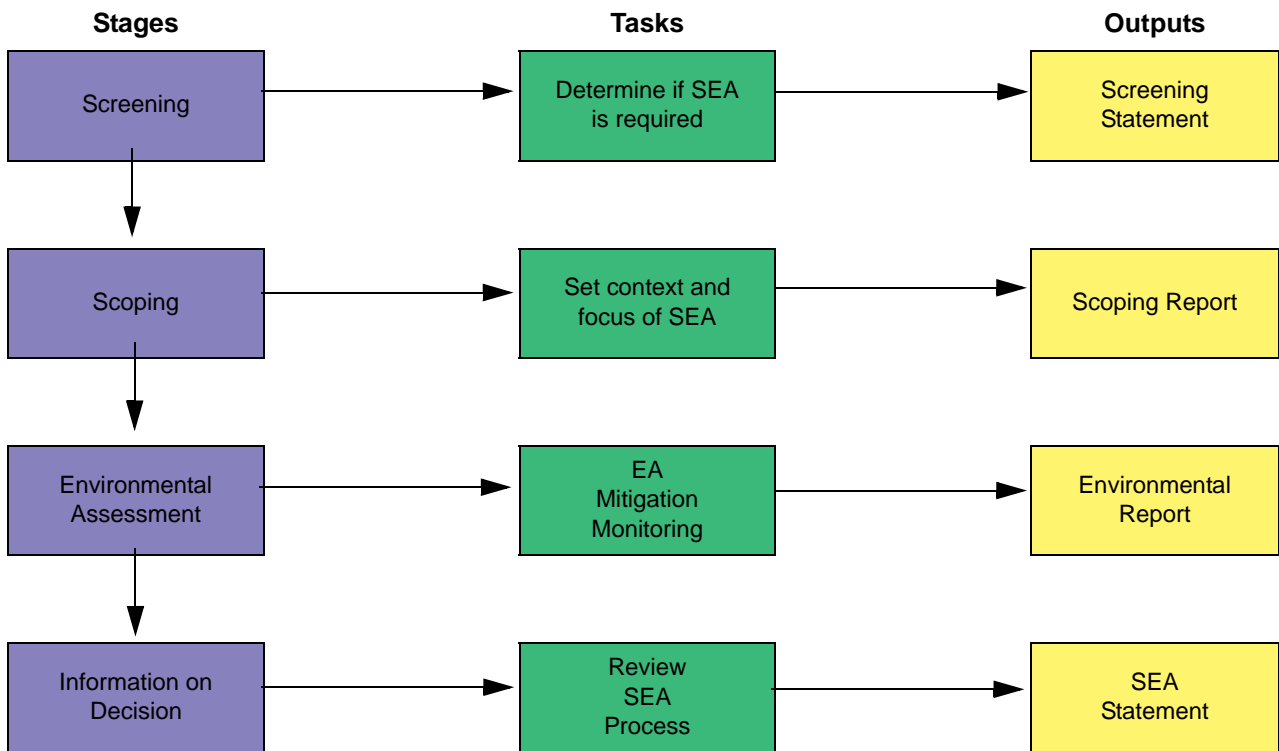 Stages
Tasks
Outputs
Screening
Determine if SEA
is required
Screening
Statement
Scoping
Set context and
focus of SEA
Scoping Report
Environmental
Assessment
EA
Mitigation
Monitoring
Environmental
Report
Information on
Decision
Review
SEA
Process
SEA
Statement